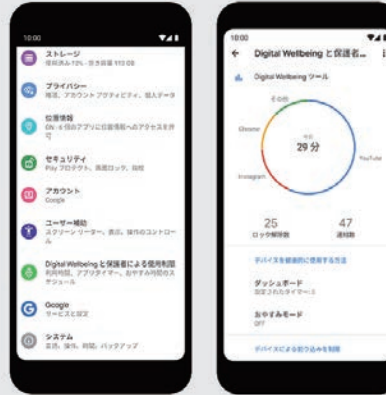 10:00
ストレージ
使用済み 10% - 空き容量 110 GB
プライバシー
権限、アカウント アクティビティ、個人データ
位置情報
ON - 6 個のアプリに位置情報へのアクセスを許
可
セキュリティ
Play プロテクト、画面ロック、指紋
アカウント
Google
ユーザー補助
スクリーン リーダー、表示、操作のコントロー
ル
Digital Wellbeing と保護者による使用制限
利用時間、アプリタイマー、おやすみ時間のス
ケジュール
Google
サービスと設定
システム
言語、操作、時間、バックアップ
10:00
Digital Wellbeing と保護者...
Digital Wellbeing ツール
その他
Chrome
今日
29 分
YouTube
Instagram
25
47
ロック解除数
通知数
デバイスを健康的に使用する方法
ダッシュボード
設定されたタイマー:
おやすみモード
OFF
デバイスによる割り込みを制限